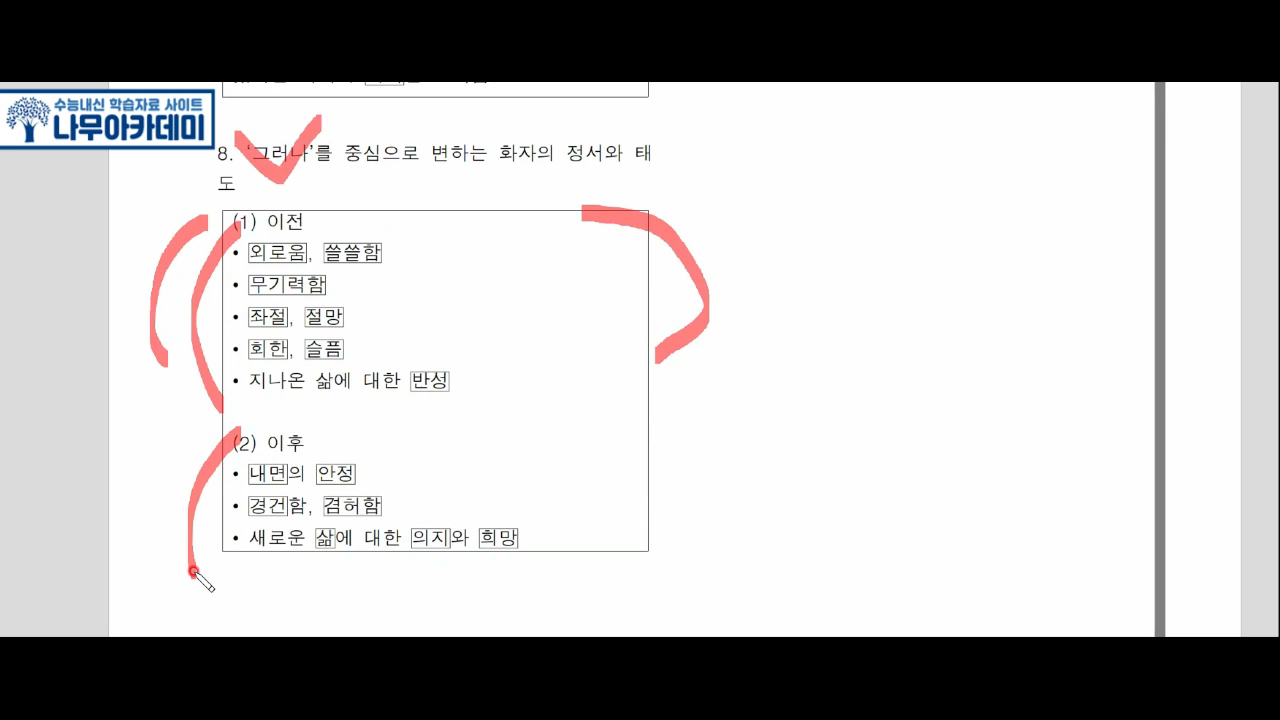 수능내신 학습자료 사이트
나무아카데미
8. '그러나'를 중심으로 변하는 화자의 정서와 태
도
(1) 이전
• 외로움, 쓸쓸함
• 무기력함
• 좌절, 절망
• 회한, 슬픔
• 지나온 삶에 대한 반성
(2) 이후
• 내면의 안정
• 경건함, 겸허함
• 새로운 삶에 대한 의지와 희망